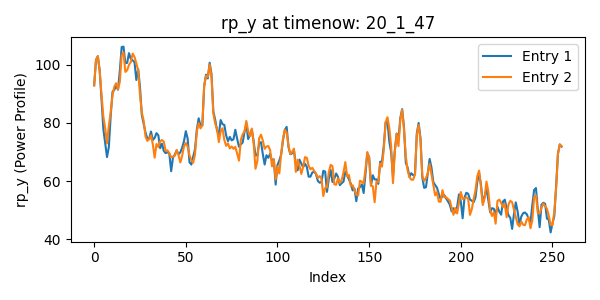 rp_y at timenow: 20_1_47
rp_y (Power Profile)
100
80
60
40
Entry 1
Entry 2
0
50
100
150
200
250
Index